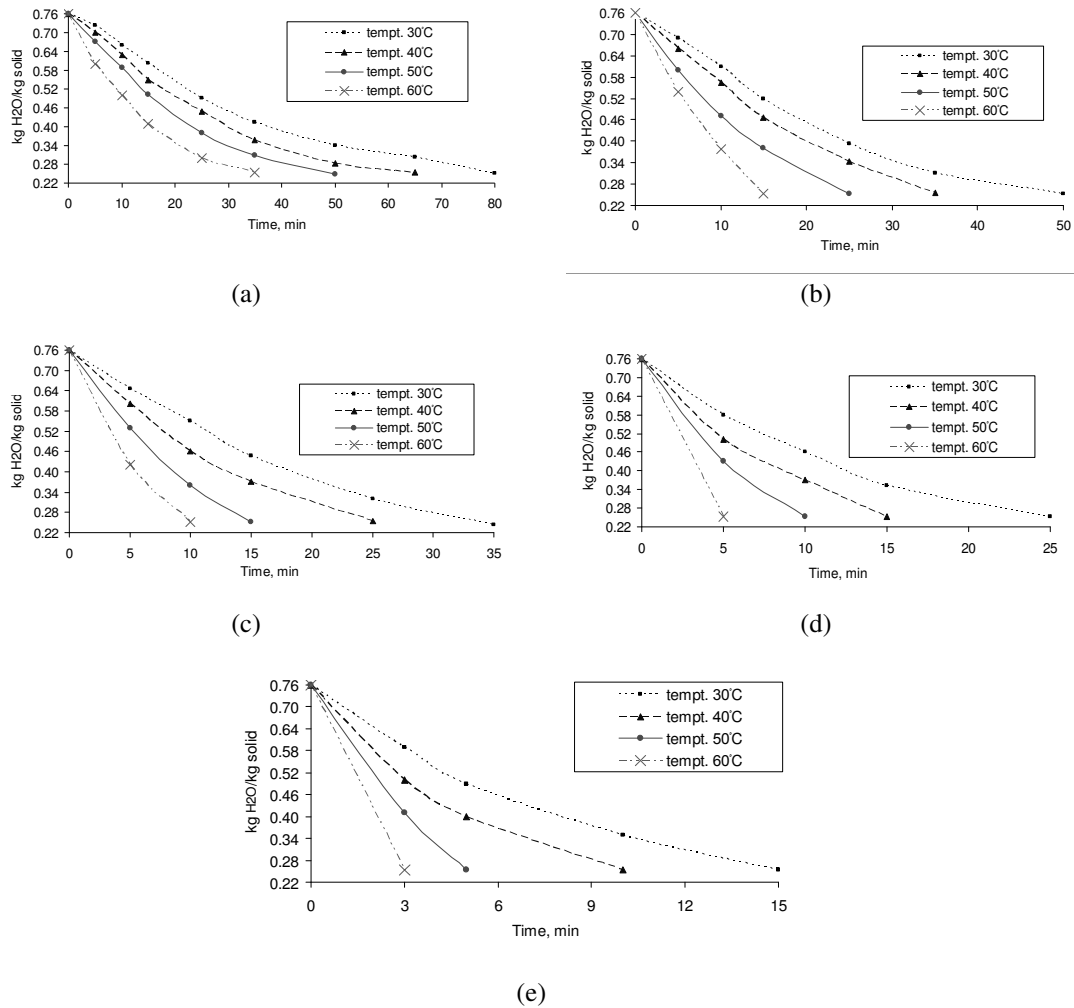 kg H2O/kg solid
0.76
0.70
0.64
0.58
0.52
0.46
0.40
0.34
0.28
0.22
0 10 20 30 40 50 60 70 80
Time, min
tempt. 30°C
tempt. 40°C
tempt. 50°C
tempt. 60°C
(a)
kg H2O/kg solid
0.76
0.70
0.64
0.58
0.52
0.46
0.40
0.34
0.28
0.22
0 10 20 30 40 50
Time, min
tempt. 30°C
tempt. 40°C
tempt. 50°C
tempt. 60°C
(b)
kg H2O/kg solid
0.76
0.70
0.64
0.58
0.52
0.46
0.40
0.34
0.28
0.22
0 5 10 15 20 25 30 35
Time, min
tempt. 30°C
tempt. 40°C
tempt. 50°C
tempt. 60°C
(c)
kg H2O/kg solid
0.76
0.70
0.64
0.58
0.52
0.46
0.40
0.34
0.28
0.22
0 5 10 15 20 25
Time, min
tempt. 30°C
tempt. 40°C
tempt. 50°C
tempt. 60°C
(d)
kg H2O/kg solid
0.76
0.70
0.64
0.58
0.52
0.46
0.40
0.34
0.28
0.22
0 3 6 9 12 15
Time, min
tempt. 30°C
tempt. 40°C
tempt. 50°C
tempt. 60°C
(e)